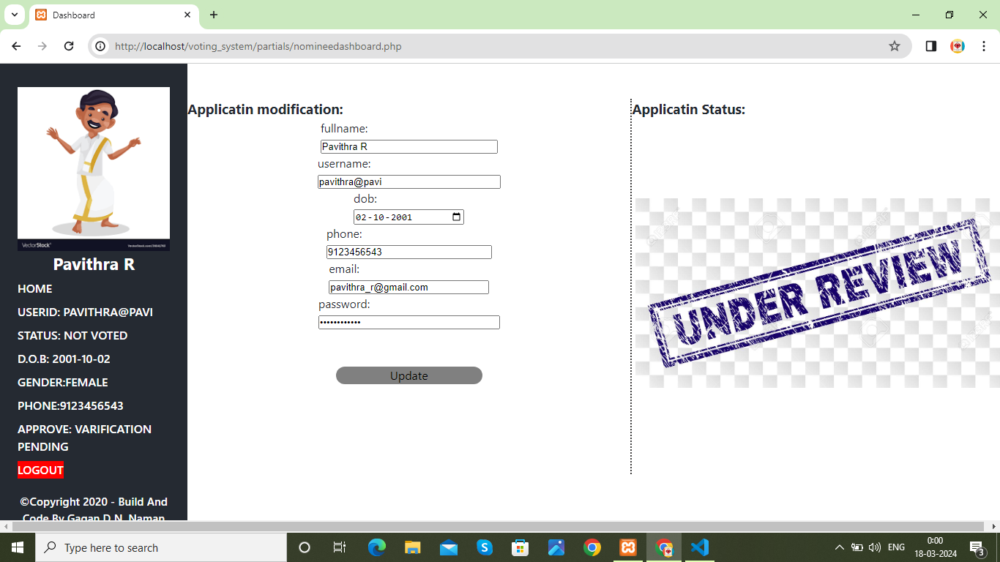 Dashboard
http://localhost/voting_system/partials/nomineedashboard.php
VectorStock®
Pavithra R
HOME
USERID: PAVITHRA@PAVI
STATUS: NOT VOTED
D.O.B: 2001-10-02
GENDER:FEMALE
PHONE:9123456543
APPROVE: VARIFICATION
PENDING
LOGOUT
©Copyright 2020 - Build And
Code By Gagan D N, Naman
Applicatin modification:
fullname:
Pavithra R
username:
pavithra@pavi
dob:
02-10-2001
phone:
9123456543
email:
pavithra_r@gmail.com
password:
••••••••••••
Update
Applicatin Status:
UNDER REVIEW
Type here to search
ENG
0:00
18-03-2024
3